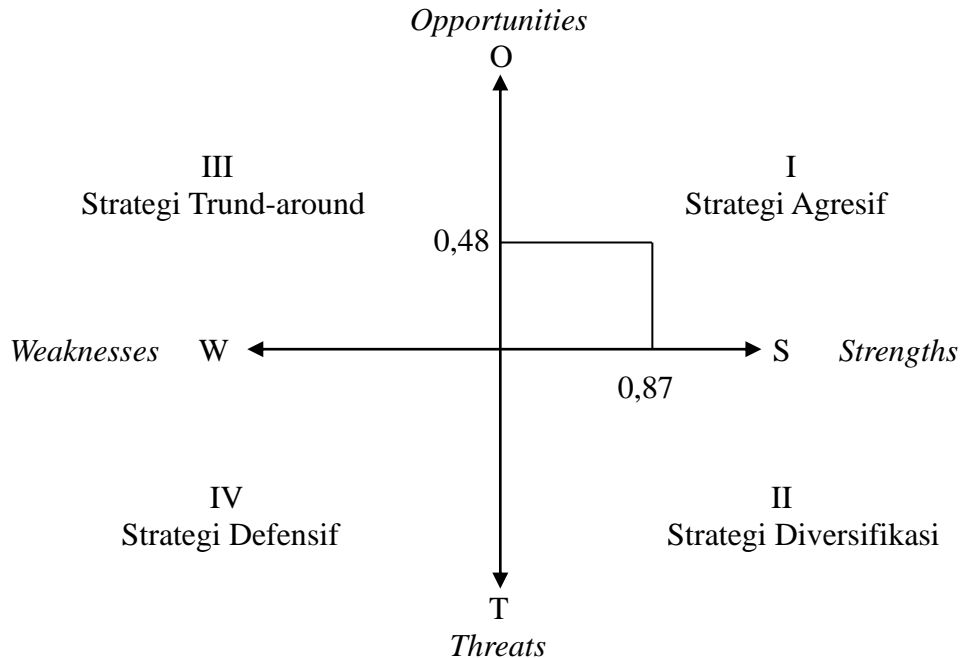 Opportunities
O
III
Strategi Trund-around
I
Strategi Agresif
0,48
Weaknesses W
S Strengths
0,87
IV
Strategi Defensif
II
Strategi Diversifikasi
T
Threats